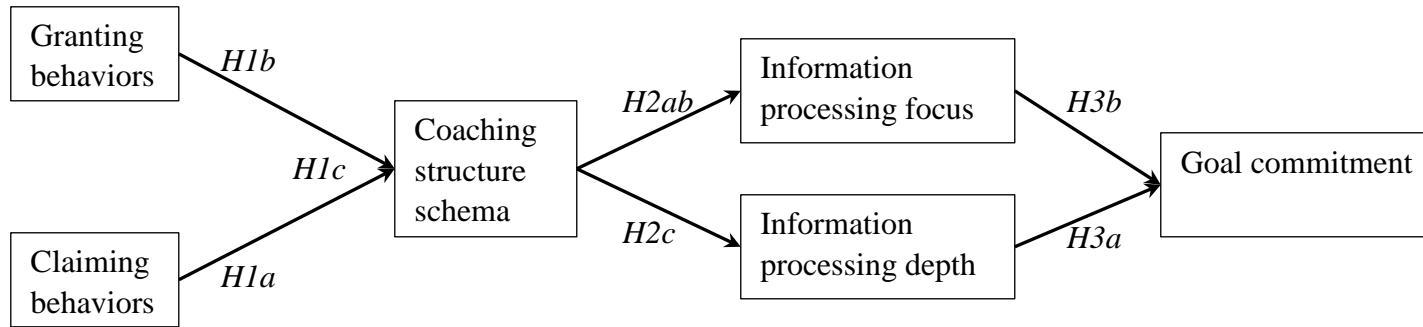 Granting
behaviors
H1b
H1c
Claiming
behaviors
H1a
Coaching
structure
schema
H2ab
H2c
Information
processing focus
Information
processing depth
H3b
H3a
Goal commitment